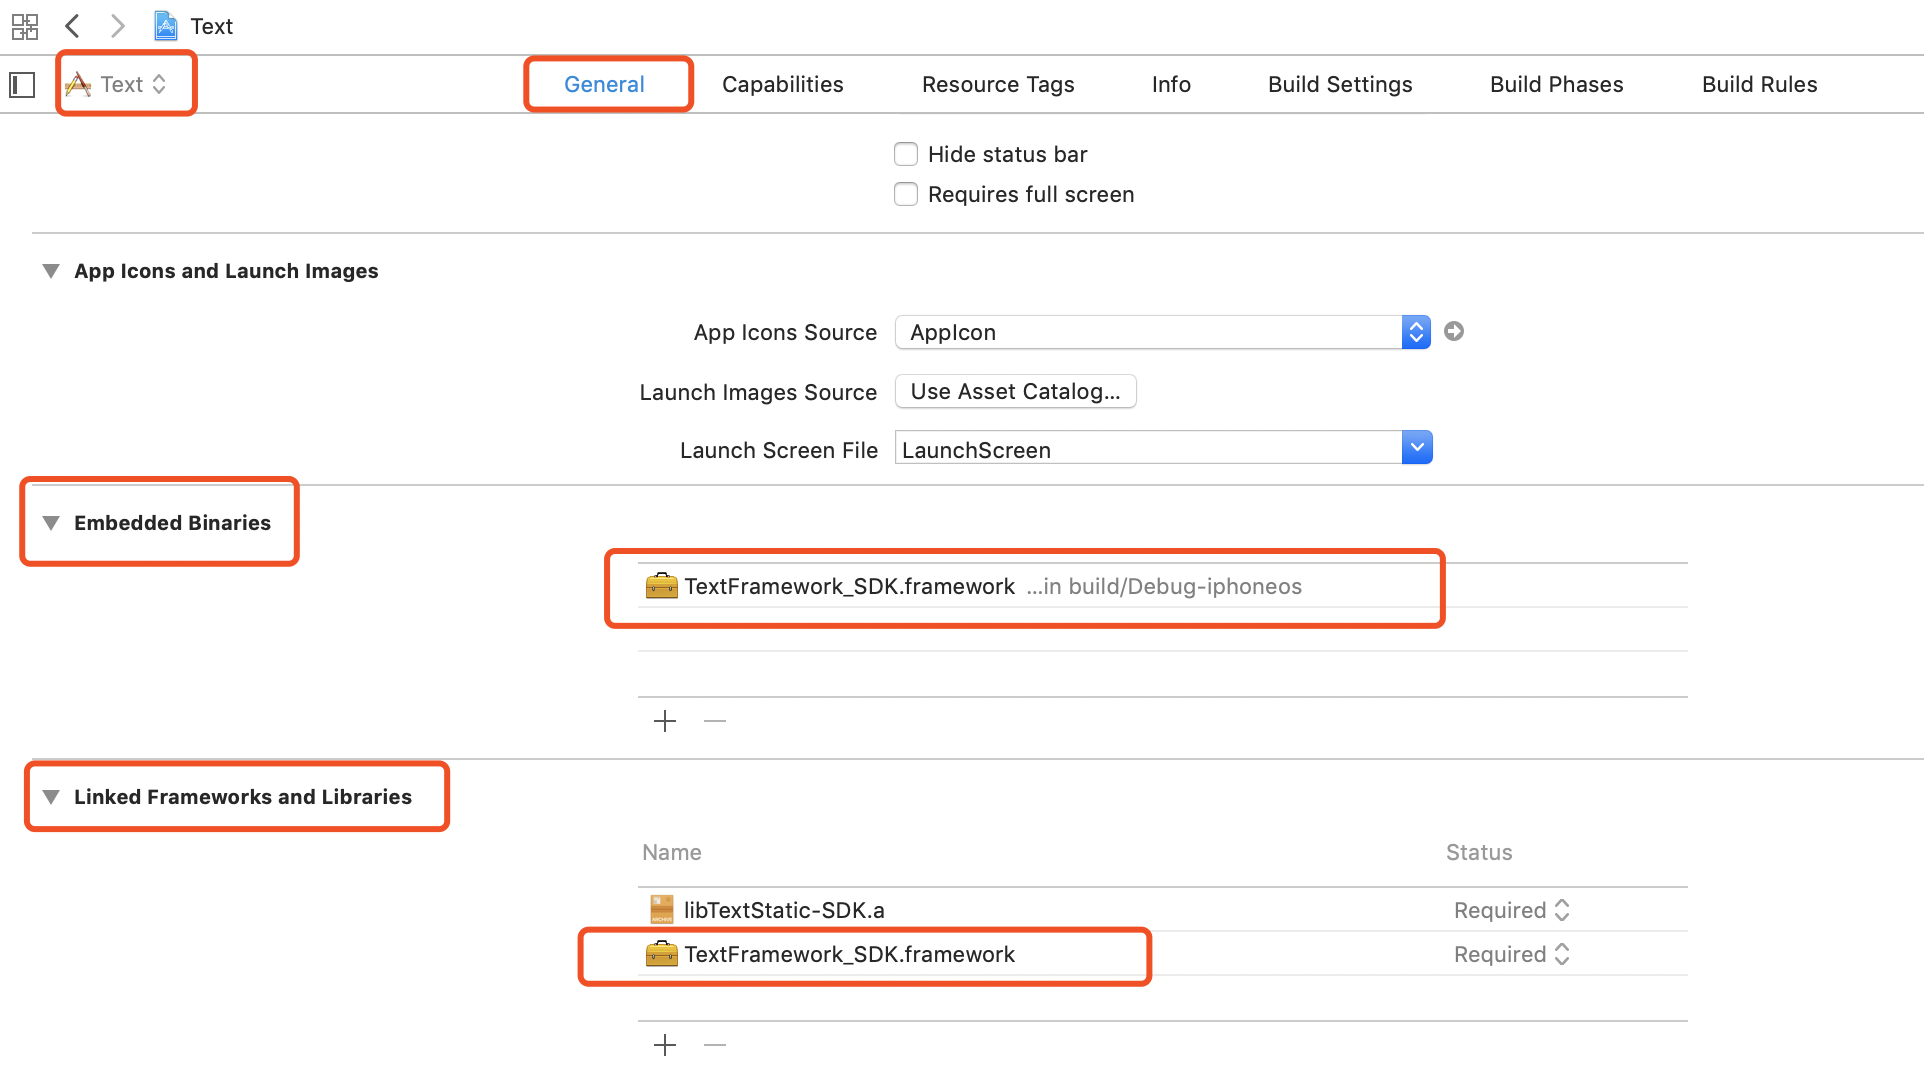 Text
Text General Capabilities Resource Tags Info Build Settings Build Phases Build Rules
Hide status bar
Requires full screen
App Icons and Launch Images
App Icons Source AppIcon
Launch Images Source Use Asset Catalog...
Launch Screen File LaunchScreen
Embedded Binaries
TextFramework_SDK.framework ...in build/Debug-iphoneos
Linked Frameworks and Libraries
Name Status
libTextStatic-SDK.a Required
TextFramework_SDK.framework Required